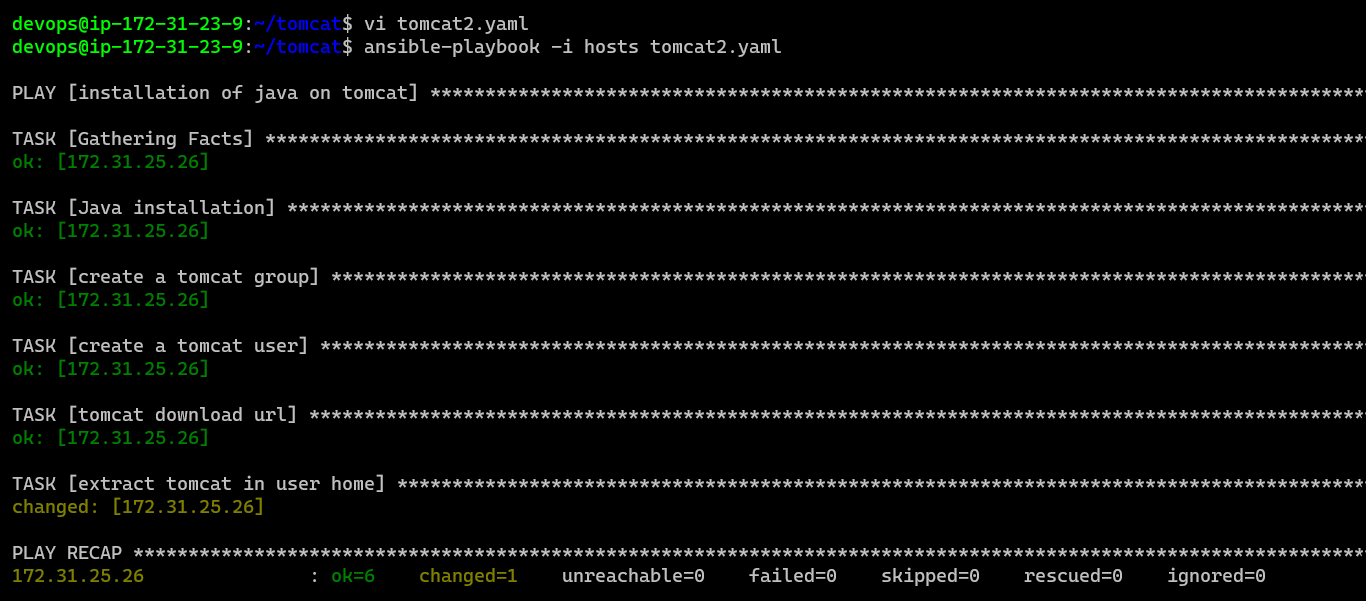 devops@ip-172-31-23-9:~/tomcat$ vi tomcat2.yaml
devops@ip-172-31-23-9:~/tomcat$ ansible-playbook -i hosts tomcat2.yaml
PLAY [installation of java on tomcat] *************************************************************************************
TASK [Gathering Facts] ****************************************************************************************************
ok: [172.31.25.26]
TASK [Java installation] **************************************************************************************************
ok: [172.31.25.26]
TASK [create a tomcat group] **********************************************************************************************
ok: [172.31.25.26]
TASK [create a tomcat user] ***********************************************************************************************
ok: [172.31.25.26]
TASK [tomcat download url] ************************************************************************************************
ok: [172.31.25.26]
TASK [extract tomcat in user home] ****************************************************************************************
changed: [172.31.25.26]
PLAY RECAP ****************************************************************************************************************
172.31.25.26               : ok=6    changed=1    unreachable=0    failed=0    skipped=0    rescued=0    ignored=0